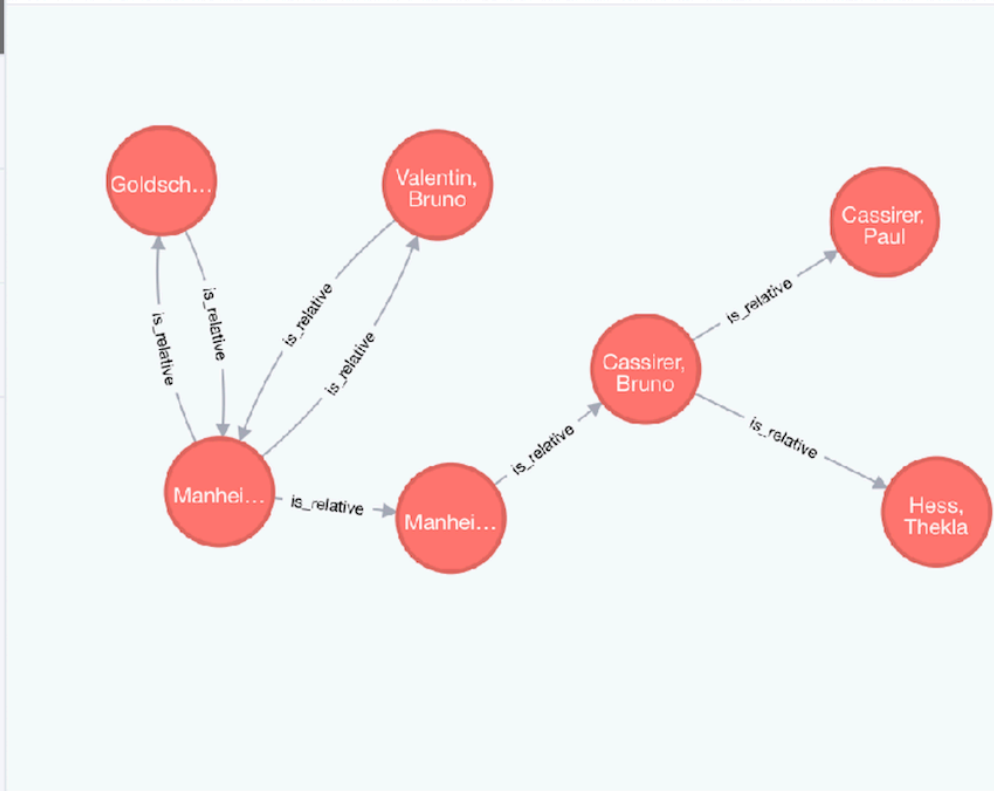 Goldsch...
Valentin,
Bruno
Cassirer,
Paul
is_relative
is_relative
is_relative
is_relative
is_relative
Cassirer,
Bruno
is_relative
is_relative
is_relative
Manhei...
Manhei...
Hess,
Thekla